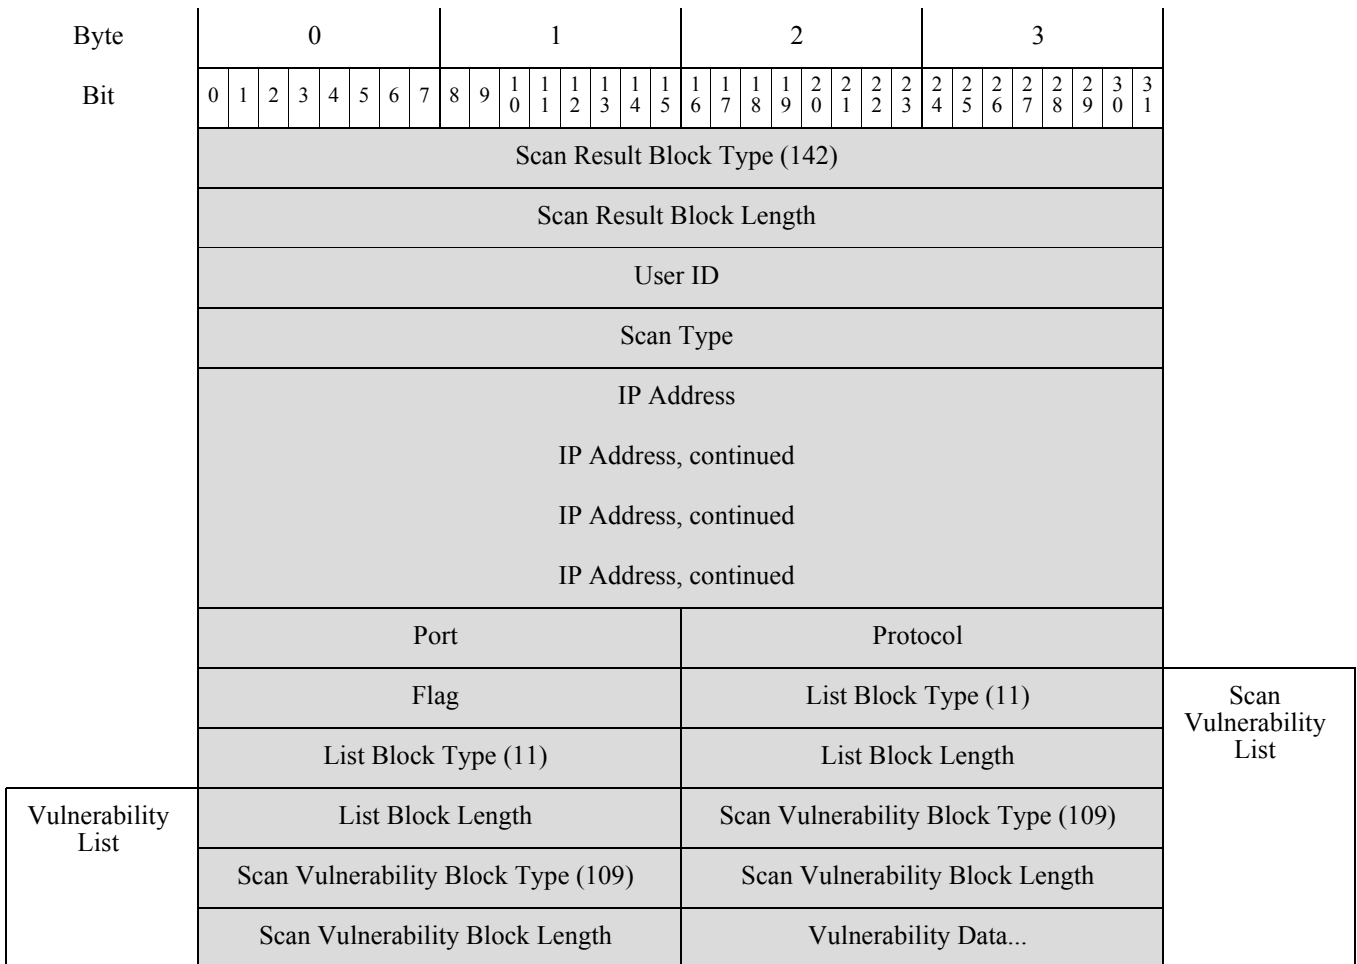 Byte 0 1 2 3
Bit 0 1 2 3 4 5 6 7 8 9 10 11 12 13 14 15 16 17 18 19 20 21 22 23 24 25 26 27 28 29 30 31
Scan Result Block Type (142)
Scan Result Block Length
User ID
Scan Type
IP Address
IP Address, continued
IP Address, continued
IP Address, continued
Port Protocol
Flag List Block Type (11) Scan
Vulnerability
List
List Block Type (11) List Block Length
Vulnerability
List
List Block Length Scan Vulnerability Block Type (109)
Scan Vulnerability Block Type (109) Scan Vulnerability Block Length
Scan Vulnerability Block Length Vulnerability Data...